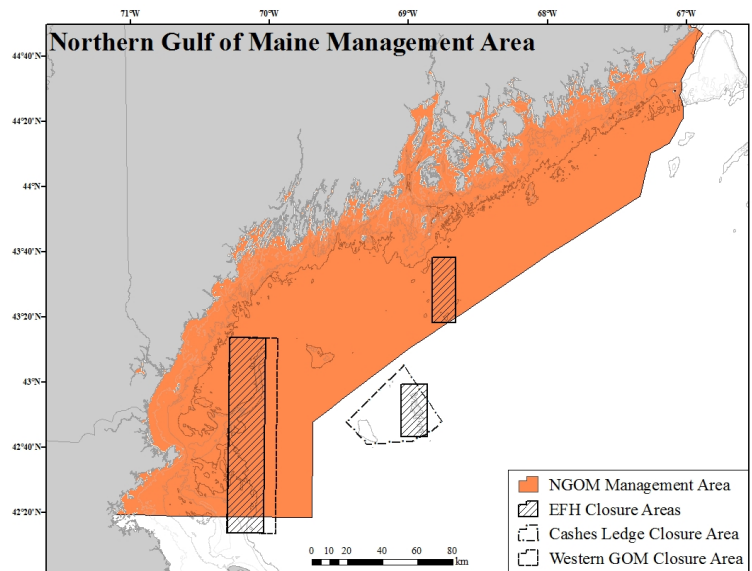 71°W 70°W 69°W 68°W 67°W
Northern Gulf of Maine Management Area
44°40'N
44°20'N
44°N
43°40'N
43°20'N
43°N
42°40'N
42°20'N
NGOM Management Area
EFH Closure Areas
Cashes Ledge Closure Area
Western GOM Closure Area
0 10 20 40 60 80
km